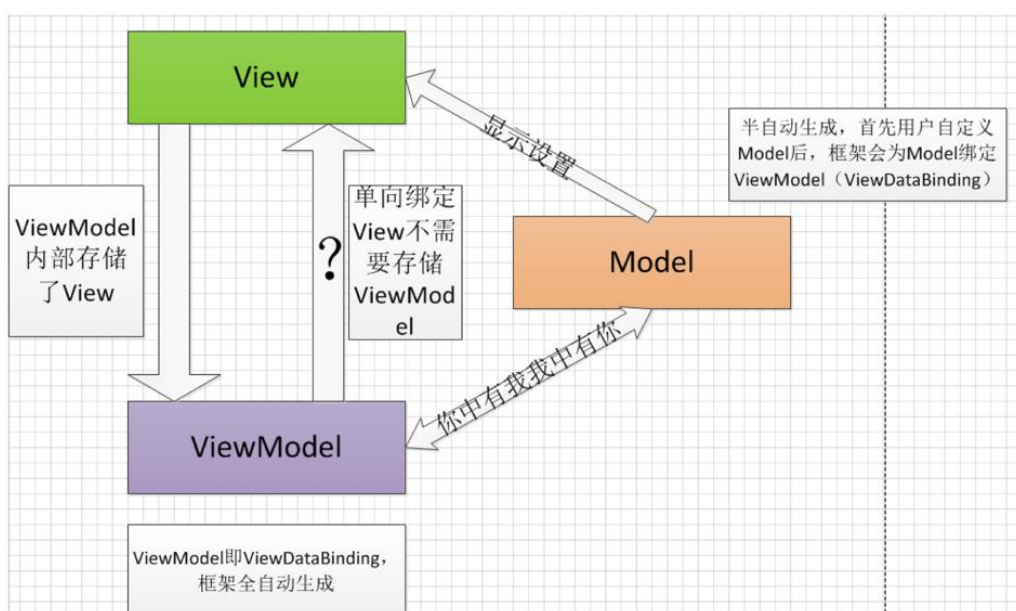 View
显示设置
半自动生成，首先用户自定义
Model后，框架会为Model绑定
ViewModel（ViewDataBinding）
ViewModel
内部存储
了View
?
单向绑定
View不需
要存储
ViewMod
el
Model
你中有我我中有你
ViewModel
ViewModel即ViewDataBinding，
框架全自动生成